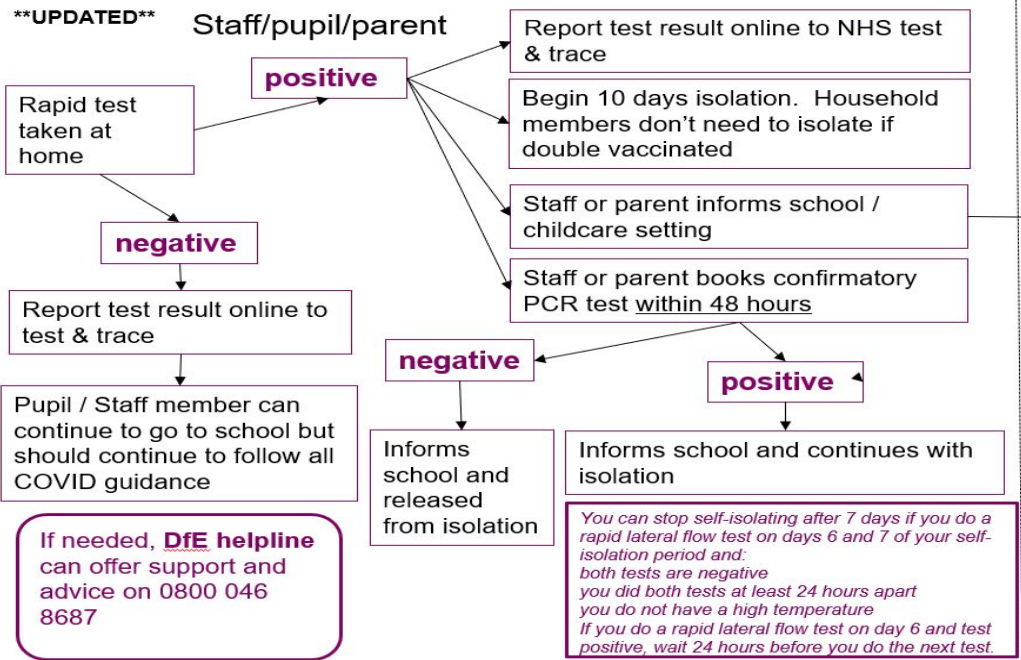 **UPDATED**
Staff/pupil/parent
Rapid test
taken at
home
positive
Report test result online to NHS test
& trace
Begin 10 days isolation.  Household
members don’t need to isolate if
double vaccinated
Staff or parent informs school /
childcare setting
Staff or parent books confirmatory
PCR test within 48 hours
negative
Report test result online to
test & trace
Pupil / Staff member can
continue to go to school but
should continue to follow all
COVID guidance
negative
Informs
school and
released
from isolation
positive
Informs school and continues with
isolation
If needed, DfE helpline
can offer support and
advice on 0800 046
8687
You can stop self-isolating after 7 days if you do a
rapid lateral flow test on days 6 and 7 of your self-
isolation period and:
both tests are negative
you did both tests at least 24 hours apart
you do not have a high temperature
If you do a rapid lateral flow test on day 6 and test
positive, wait 24 hours before you do the next test.